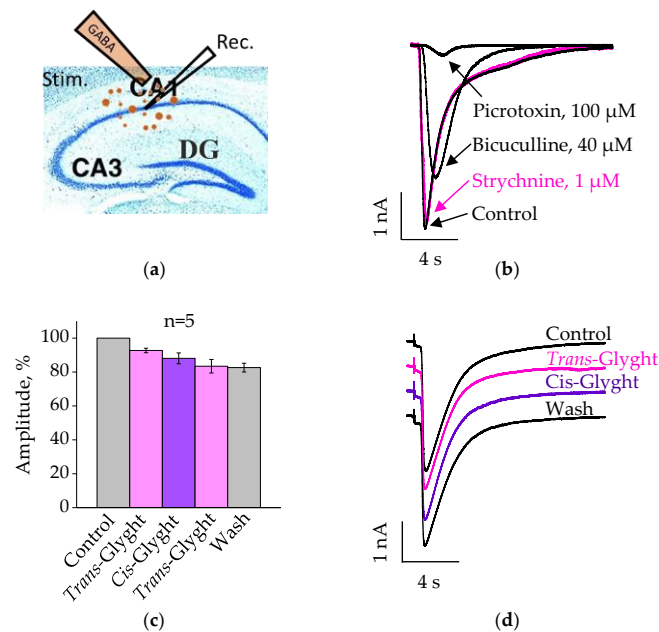 GABA
Rec.
Stim.
CA1
DG
CA3
(a)
Picrotoxin, 100 µM
Bicuculline, 40 µM
Strychnine, 1 µM
Control
1 nA
4 s
(b)
n=5
100
80
60
40
20
0
Amplitude, %
Control
Trans-Glyght
Cis-Glyght
Trans-Glyght
Wash
(c)
Control
Trans-Glyght
Cis-Glyght
Wash
1 nA
4 s
(d)